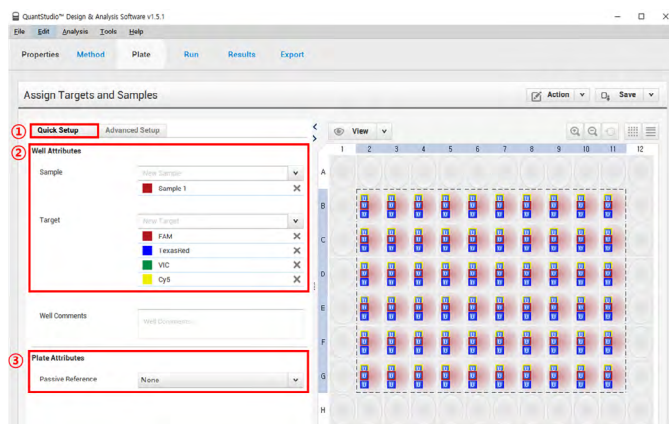 QuantStudio™ Design & Analysis Software v1.5.1
File Edit Analysis Tools Help
Properties Method Plate Run Results Export
Assign Targets and Samples
Action Save
① Quick Setup Advanced Setup
View
② Well Attributes
1 2 3 4 5 6 7 8 9 10 11 12
Sample New Sample
A
Sample 1
B
Target New Target
FAM
C
TexasRed
VIC
D
Cy5
E
Well Comments Well Comments
F
③ Plate Attributes
Passive Reference None
G
H